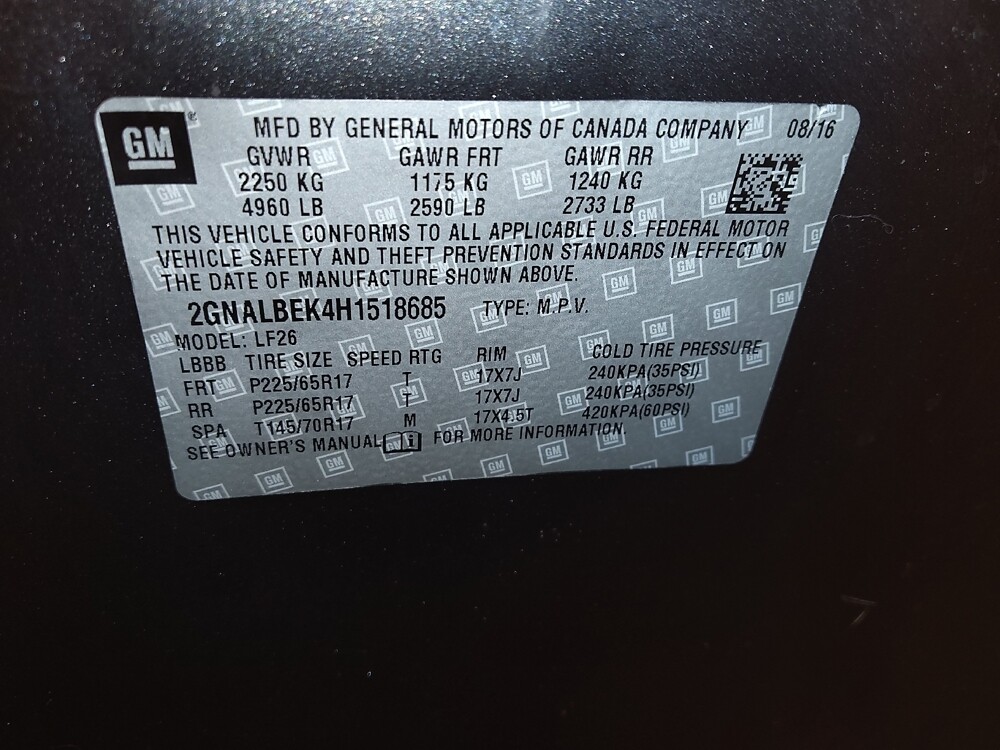 GM
MFD BY GENERAL MOTORS OF CANADA COMPANY 08/16
GVWR GAWR FRT GAWR RR
2250 KG 1175 KG 1240 KG
4960 LB 2590 LB 2733 LB
THIS VEHICLE CONFORMS TO ALL APPLICABLE U.S. FEDERAL MOTOR
VEHICLE SAFETY AND THEFT PREVENTION STANDARDS IN EFFECT ON
THE DATE OF MANUFACTURE SHOWN ABOVE.
2GNALBEK4H1518685 TYPE: M.P.V.
MODEL: LF26
LBBB TIRE SIZE SPEED RTG RIM COLD TIRE PRESSURE
FRT P225/65R17 T 17X7J 240KPA(35PSI)
RR P225/65R17 T 17X7J 240KPA(35PSI)
SPA T145/70R17 M 17X4.5T 420KPA(60PSI)
SEE OWNER'S MANUAL i FOR MORE INFORMATION.